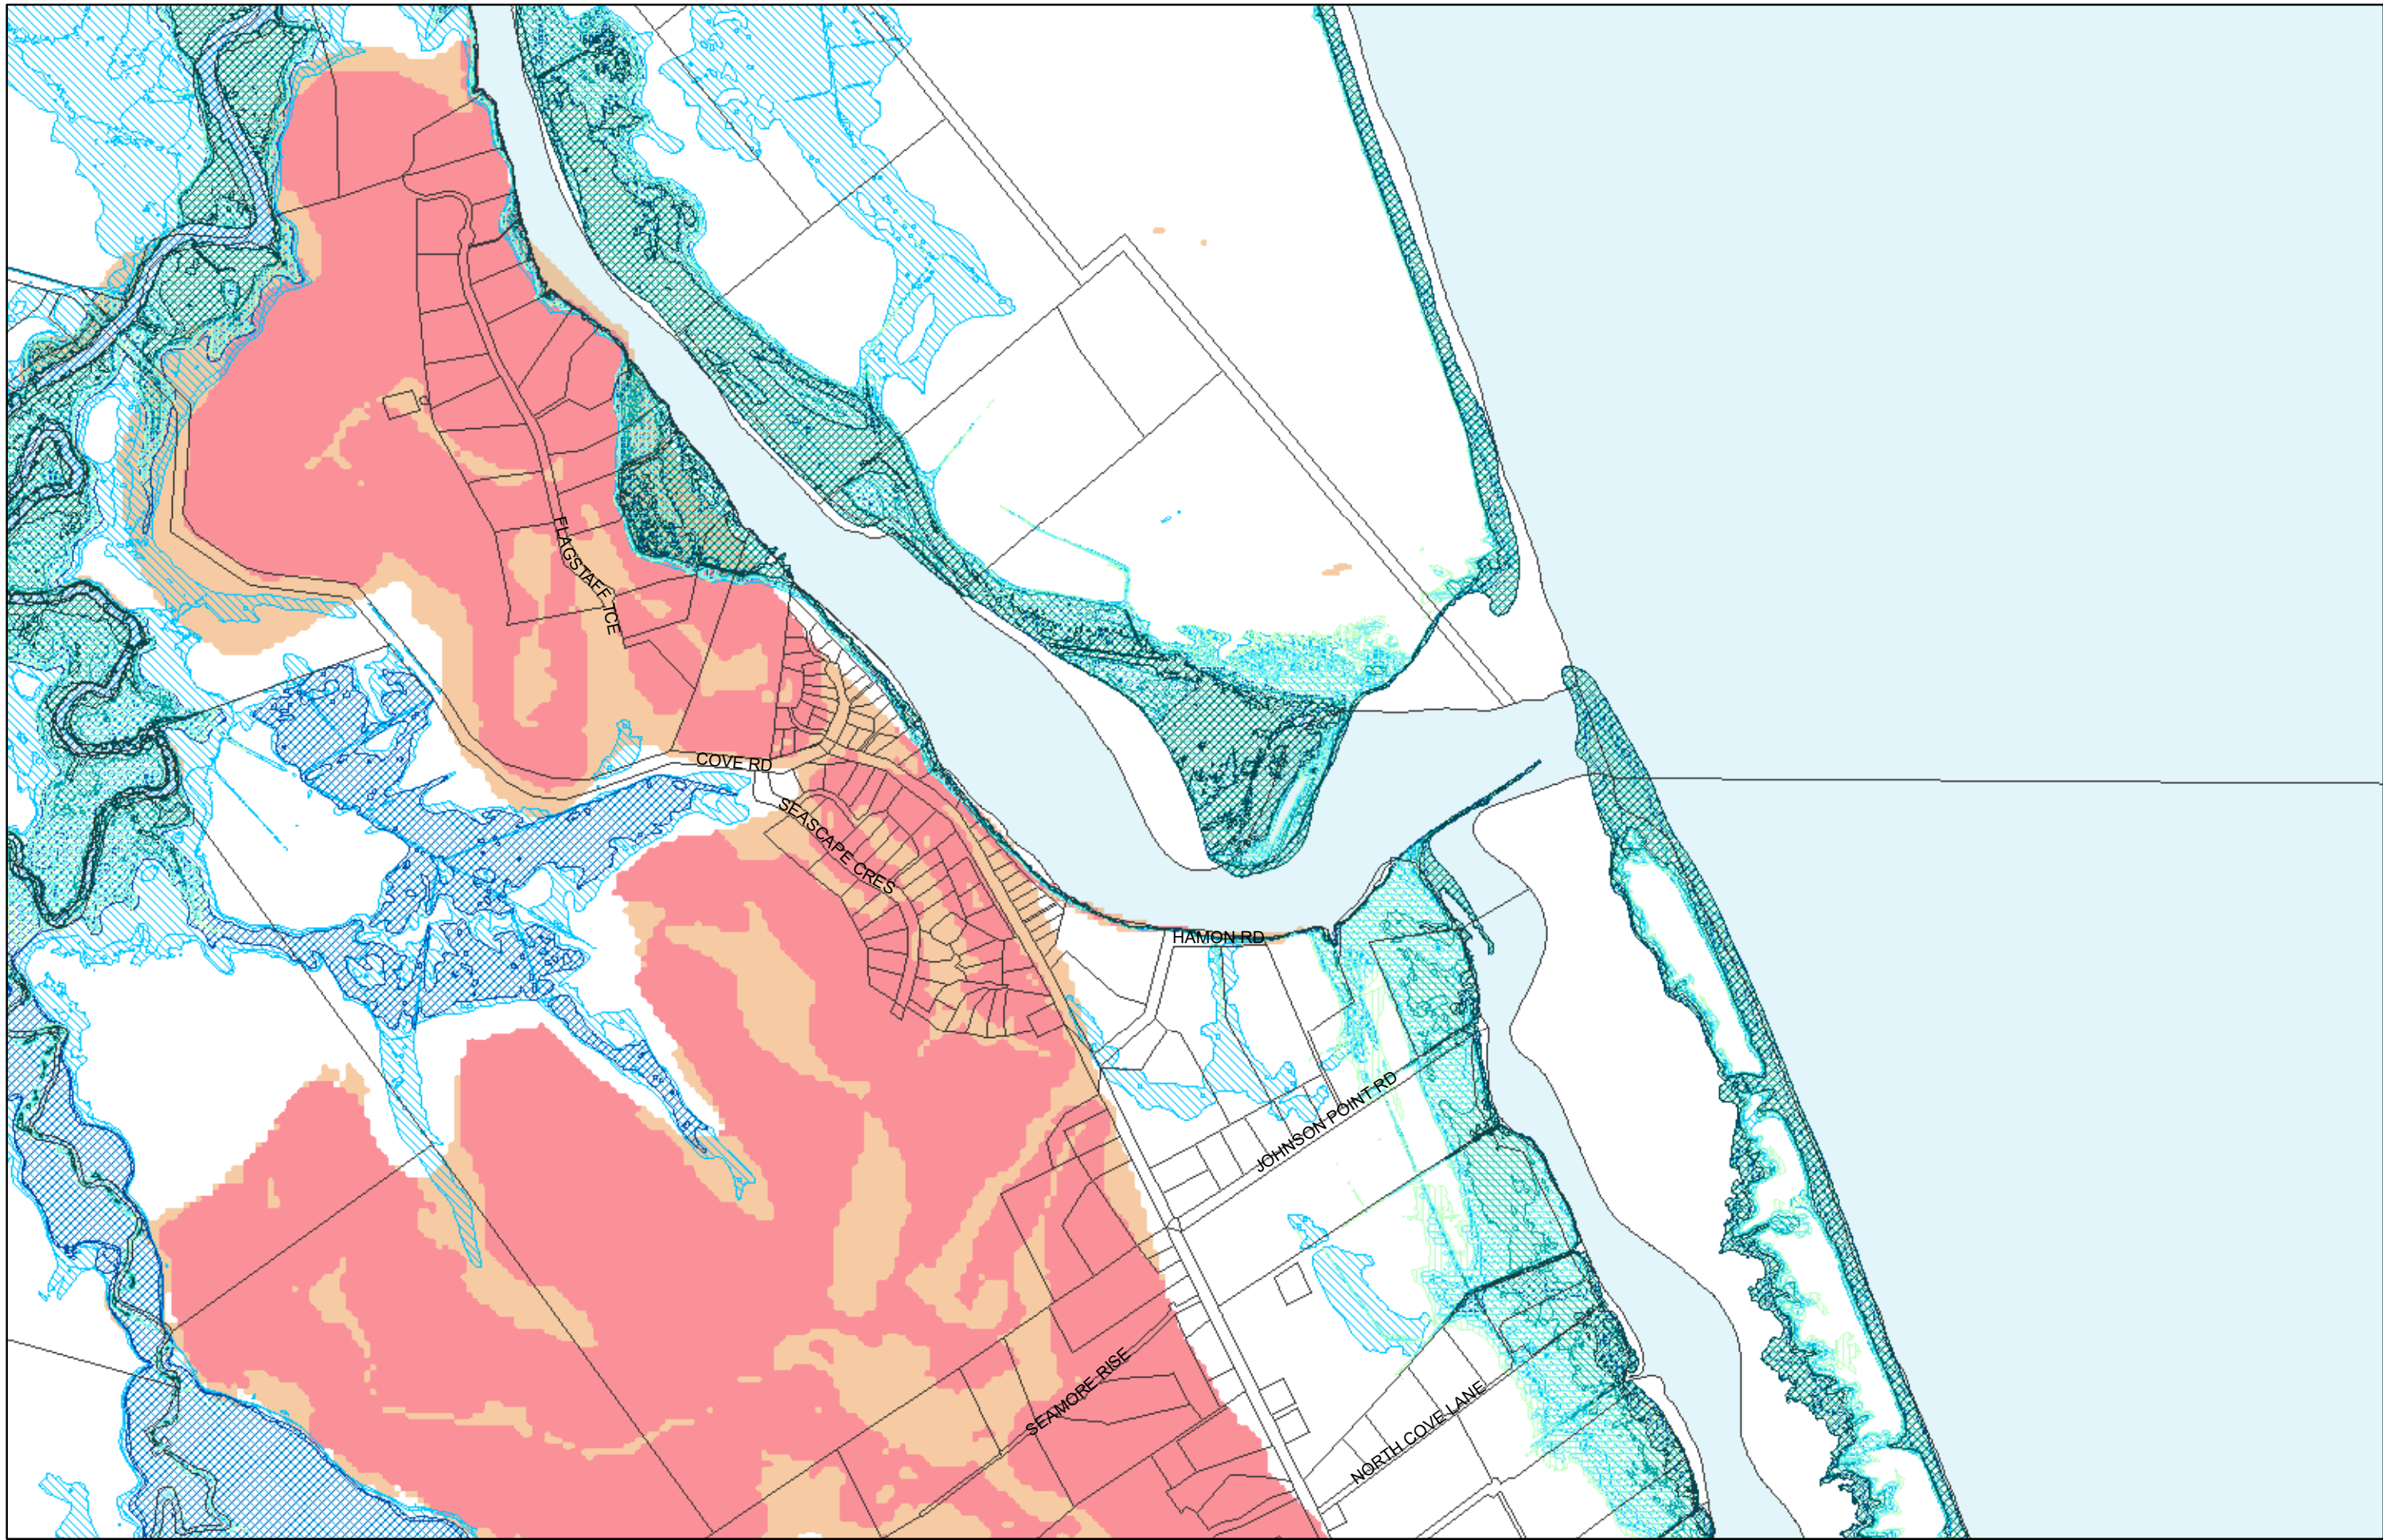 FLAGSTAFF TCE
COVE RD
SEASCAPE CRES
HAMON RD
JOHNSON POINT RD
SEAMORE RISE
NORTH COVE LANE